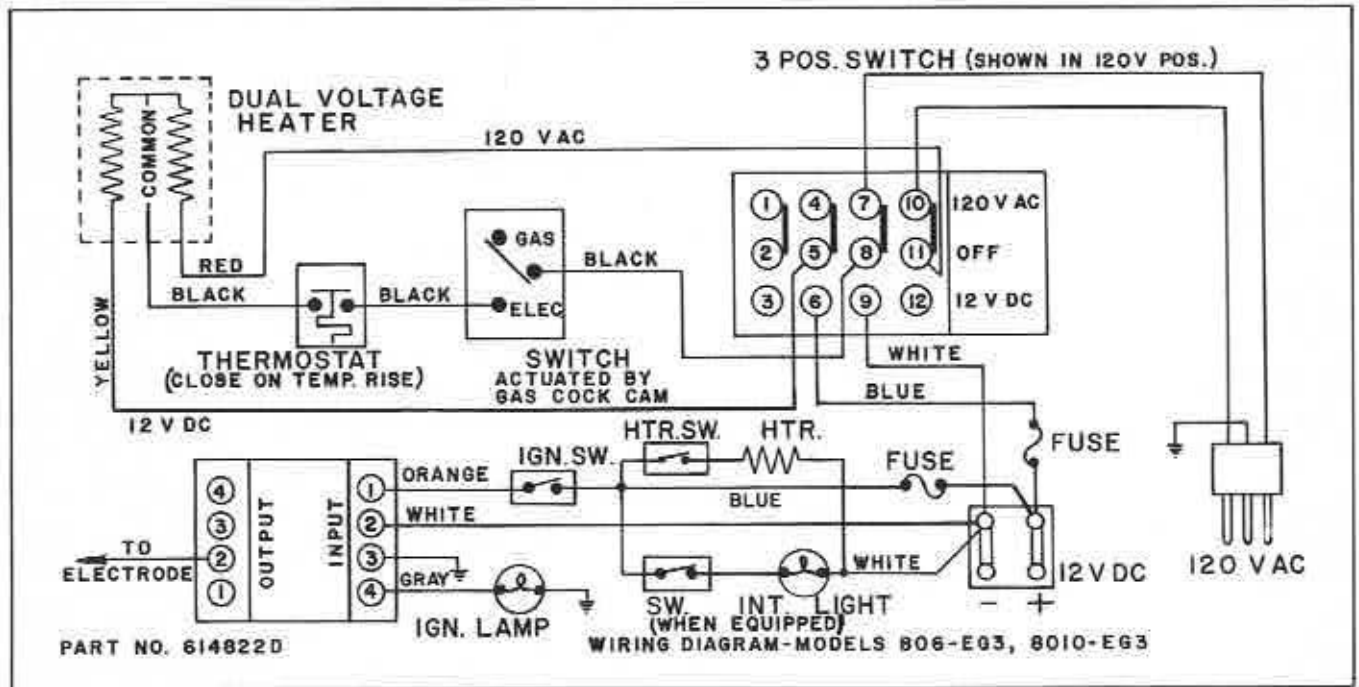 3 POS. SWITCH (SHOWN IN 120V POS.)
DUAL VOLTAGE
HEATER
COMMON
120 V AC
1
4
7
10
120 V AC
2
5
8
11
OFF
3
6
9
12
12 V DC
GAS
ELEC
BLACK
RED
BLACK
BLACK
YELLOW
THERMOSTAT
(CLOSE ON TEMP. RISE)
SWITCH
ACTUATED BY
GAS COCK CAM
WHITE
BLUE
12 V DC
HTR.SW.
HTR.
FUSE
FUSE
IGN.SW.
ORANGE
BLUE
4
3
2
1
OUTPUT
INPUT
1
2
3
4
WHITE
TO
ELECTRODE
GRAY
IGN. LAMP
WHITE
SW.
INT. LIGHT
(WHEN EQUIPPED)
12 V DC
- +
120 V AC
PART NO. 614822D
WIRING DIAGRAM-MODELS 806-EG3, 8010-EG3